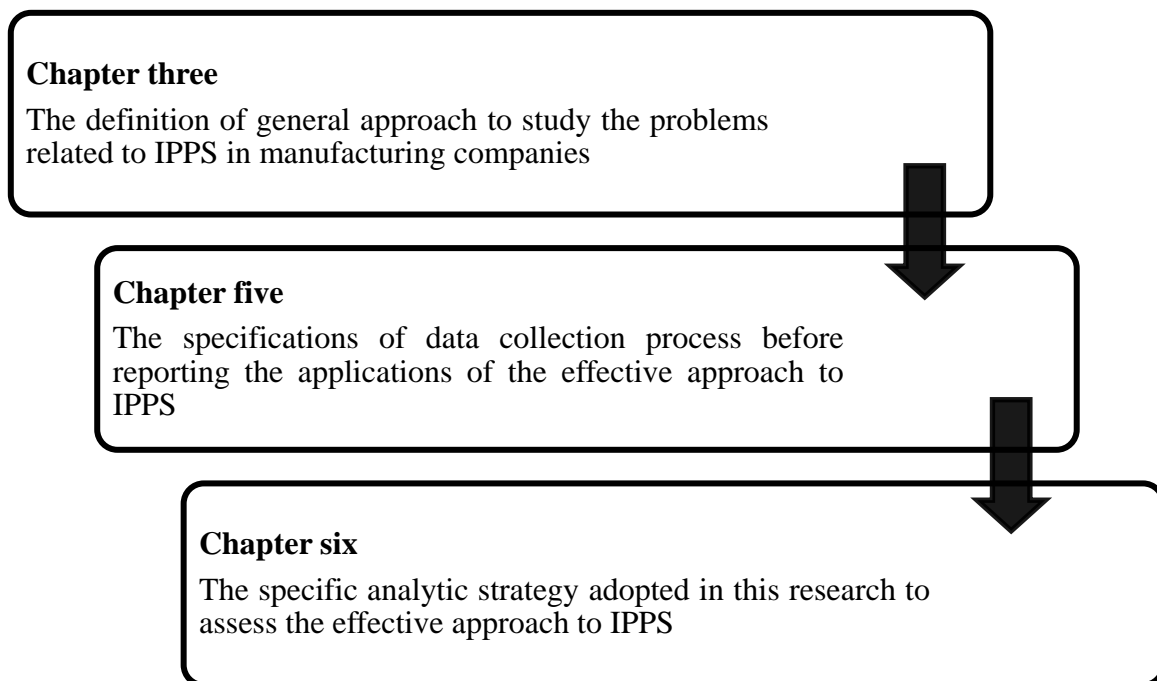 Chapter three
The definition of general approach to study the problems
related to IPPS in manufacturing companies
Chapter five
The specifications of data collection process before
reporting the applications of the effective approach to
IPPS
Chapter six
The specific analytic strategy adopted in this research to
assess the effective approach to IPPS